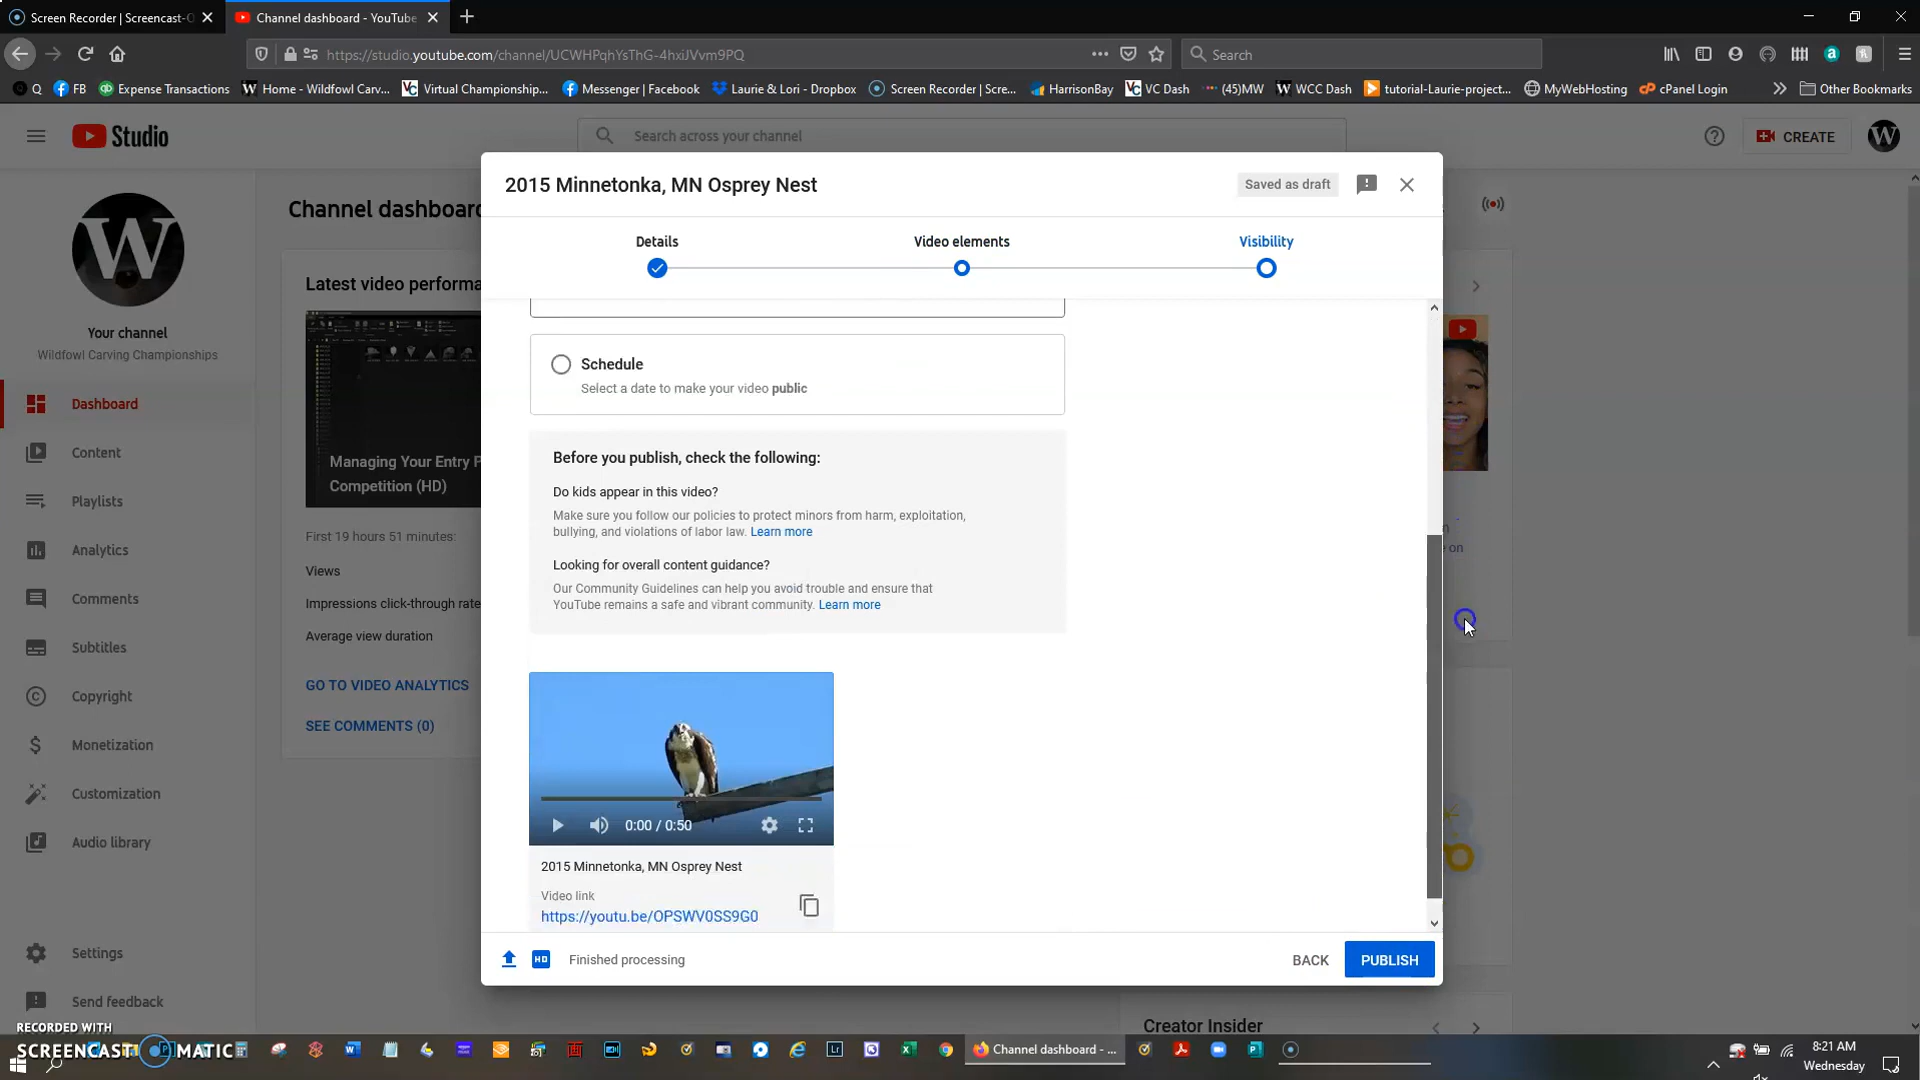 Screen Recorder | Screencast-O
Channel dashboard - YouTube
https://studio.youtube.com/channel/UCWHPqhYsThG-4hxiJVvm9PQ
Search
Q
FB
Expense Transactions
Home - Wildfowl Carv...
Virtual Championship...
Messenger | Facebook
Laurie & Lori - Dropbox
Screen Recorder | Scre...
HarrisonBay
VC Dash
(45)MW
WCC Dash
tutorial-Laurie-projec...
MyWebHosting
cPanel Login
Other Bookmarks
Studio
Search across your channel
CREATE
W
2015 Minnetonka, MN Osprey Nest
Saved as draft
Details
Video elements
Visibility
Channel dashboard
W
Your channel
Wildfowl Carving Championships
Dashboard
Content
Playlists
Analytics
Comments
Subtitles
Copyright
Monetization
Customization
Audio library
Settings
Send feedback
Latest video performa
Managing Your Entry P
Competition (HD)
First 19 hours 51 minutes:
Views
Impressions click-through rate
Average view duration
GO TO VIDEO ANALYTICS
SEE COMMENTS (0)
Schedule
Select a date to make your video public
Before you publish, check the following:
Do kids appear in this video?
Make sure you follow our policies to protect minors from harm, exploitation,
bullying, and violations of labor law. Learn more
Looking for overall content guidance?
Our Community Guidelines can help you avoid trouble and ensure that
YouTube remains a safe and vibrant community. Learn more
0:00 / 0:50
2015 Minnetonka, MN Osprey Nest
Video link
https://youtu.be/OPSWV0SS9G0
HD
Finished processing
BACK
PUBLISH
e on
Creator Insider
RECORDED WITH
SCREENCAST MATIC
Channel dashboard - ...
8:21 AM
Wednesday